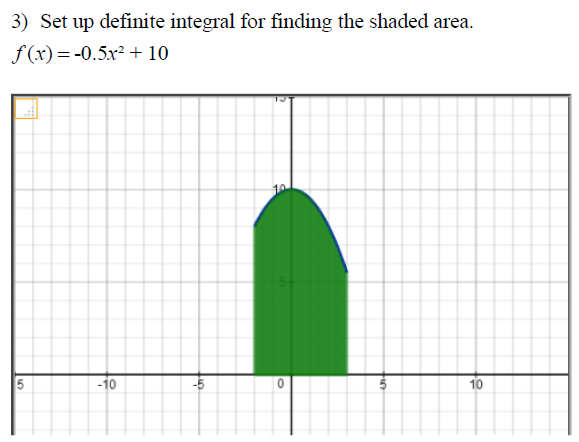 3) Set up definite integral for finding the shaded area.
f(x) = -0.5x² + 10
10
5
5 -10 -5 0 5 10